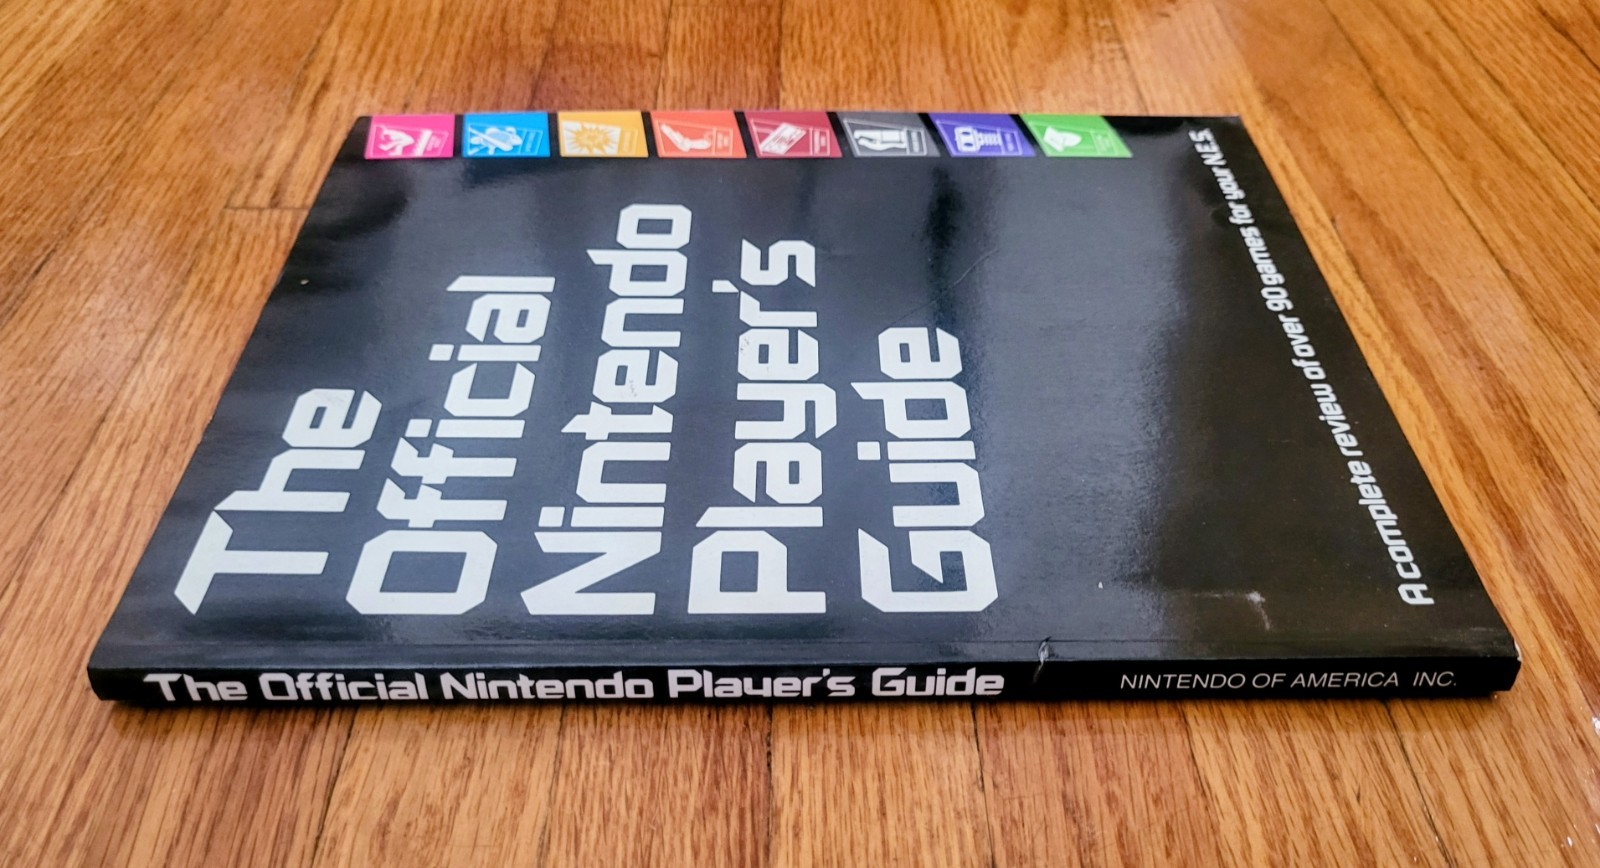 The
Official
Nintendo
Player's
Guide
A complete review of over 90 games for your N.E.S.
The Official Nintendo Player's Guide
NINTENDO OF AMERICA INC.